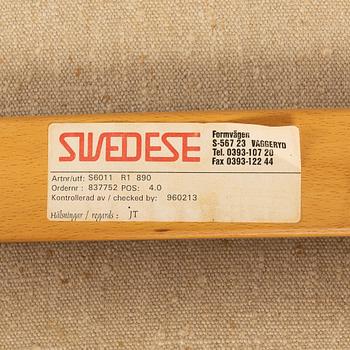 SWEDESE
Formvägen
S-567 23 VAGGERYD
Tel. 0393-107 20
Fax 0393-122 44
Artnr/utf: S6011 R1 890
Ordernr : 837752 POS: 4.0
Kontrollerad av / checked by: 960213
Hälsningar / regards : JT